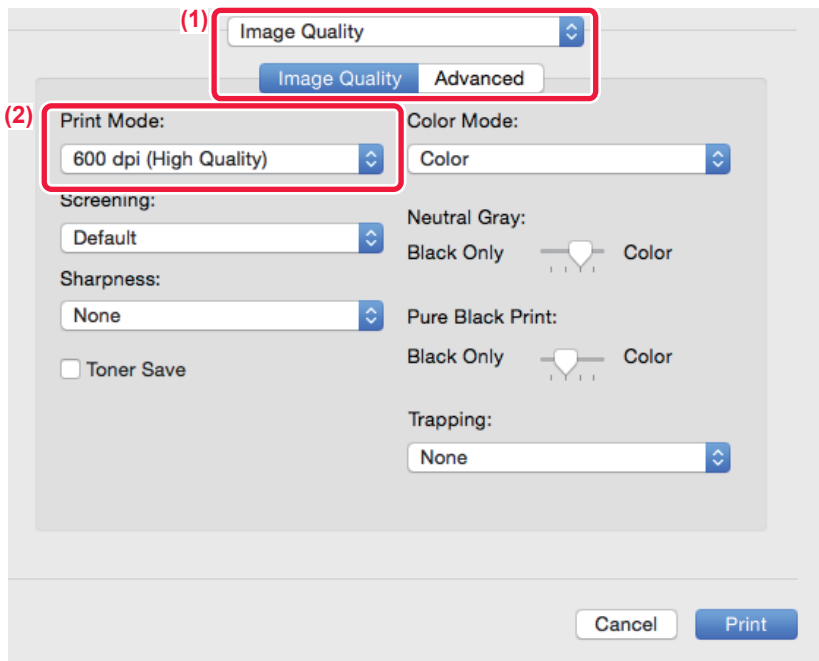 (1)
Image Quality
Image Quality Advanced
(2)
Print Mode:
600 dpi (High Quality)
Screening:
Default
Sharpness:
None
Toner Save
Color Mode:
Color
Neutral Gray:
Black Only Color
Pure Black Print:
Black Only Color
Trapping:
None
Cancel Print